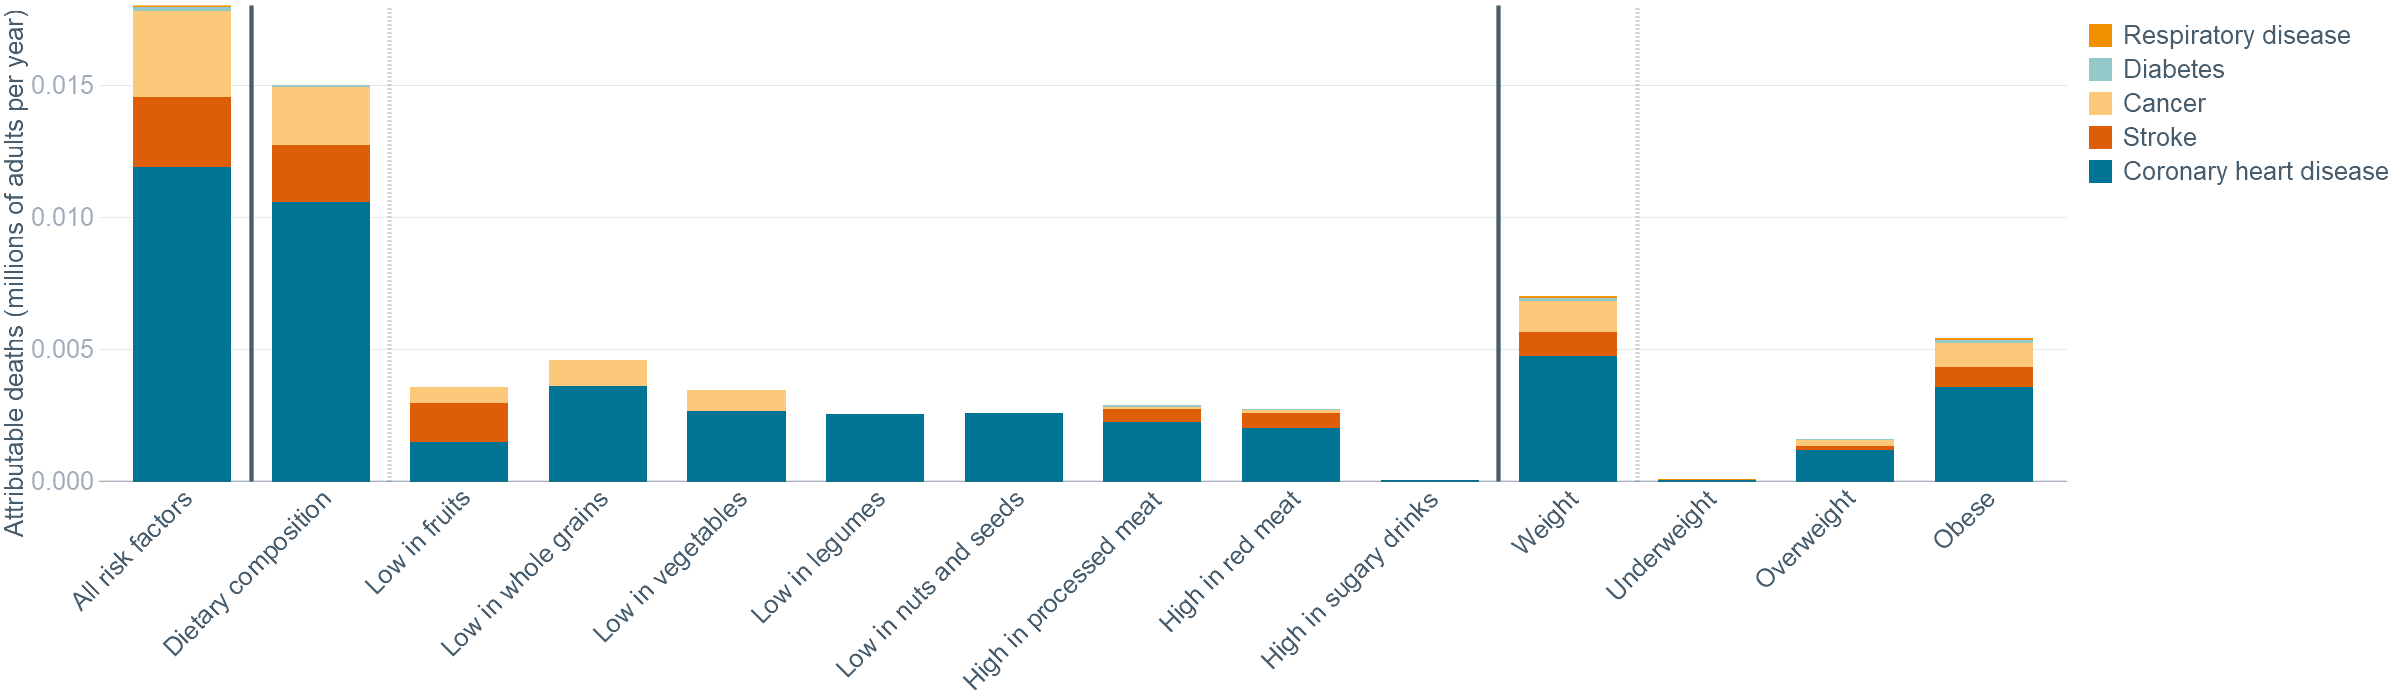 Attributable deaths (millions of adults per year)
0.015
0.010
0.005
0.000
All risk factors
Dietary composition
Low in fruits
Low in whole grains
Low in vegetables
Low in legumes
Low in nuts and seeds
High in processed meat
High in red meat
High in sugary drinks
Weight
Underweight
Overweight
Obese
Respiratory disease
Diabetes
Cancer
Stroke
Coronary heart disease